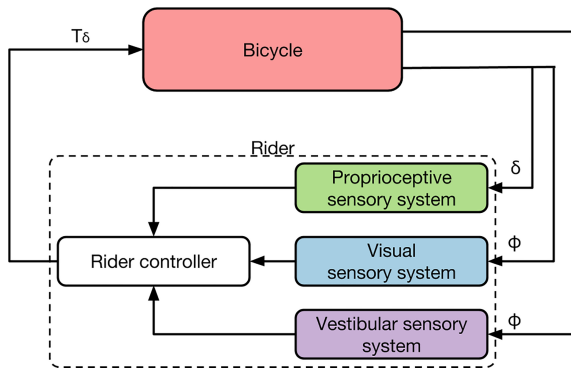 Tδ
Bicycle
Rider
Proprioceptive
sensory system
δ
Rider controller
Visual
sensory system
ϕ
Vestibular sensory
system
ϕ